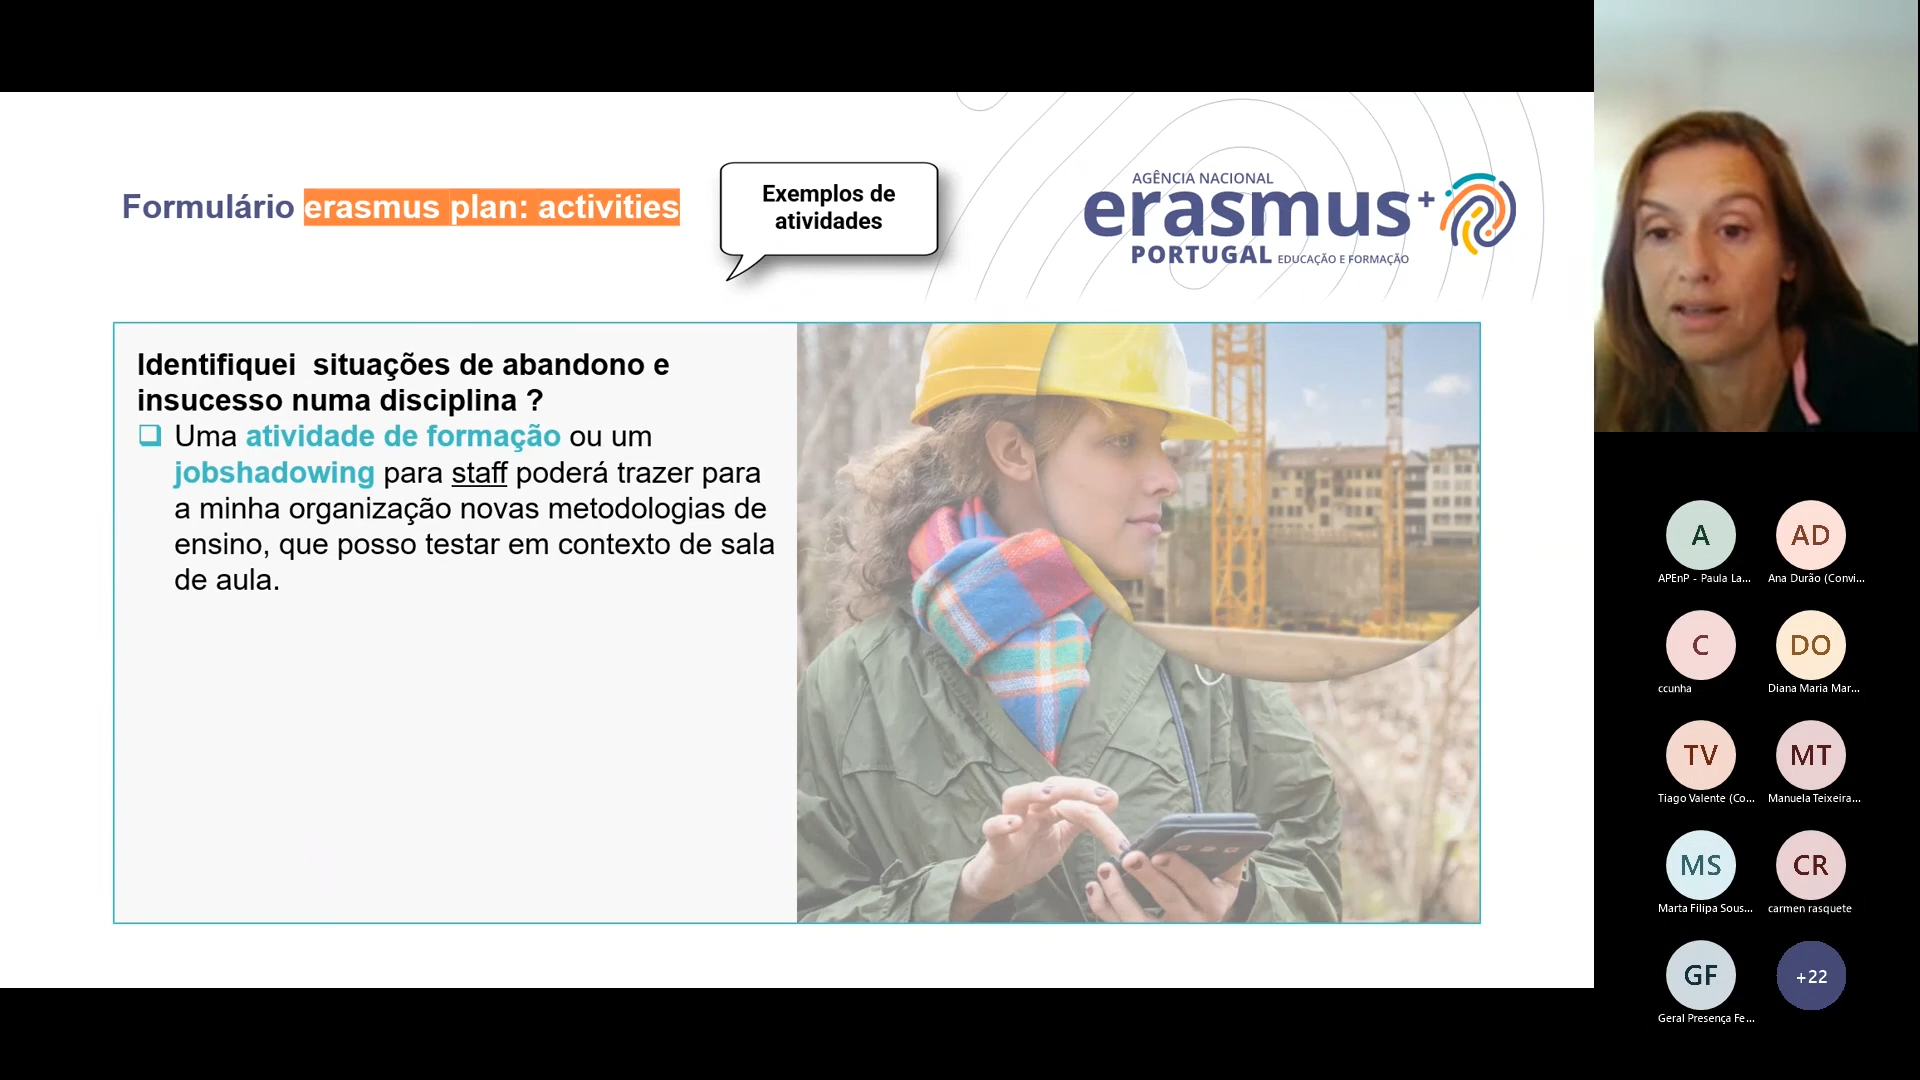 Formulário erasmus plan: activities
Exemplos de
atividades
AGÊNCIA NACIONAL
erasmus+
PORTUGAL EDUCAÇÃO E FORMAÇÃO
Identifiquei situações de abandono e
insucesso numa disciplina ?
Uma atividade de formação ou um
jobshadowing para staff poderá trazer para
a minha organização novas metodologias de
ensino, que posso testar em contexto de sala
de aula.
A
APEnP - Paula La...
AD
Ana Durão (Convi...
C
ccunha
DO
Diana Maria Mar...
TV
Tiago Valente (Co...
MT
Manuela Teixeira...
MS
Marta Filipa Sous...
CR
carmen rasquete
GF
Geral Presença Fe...
+22